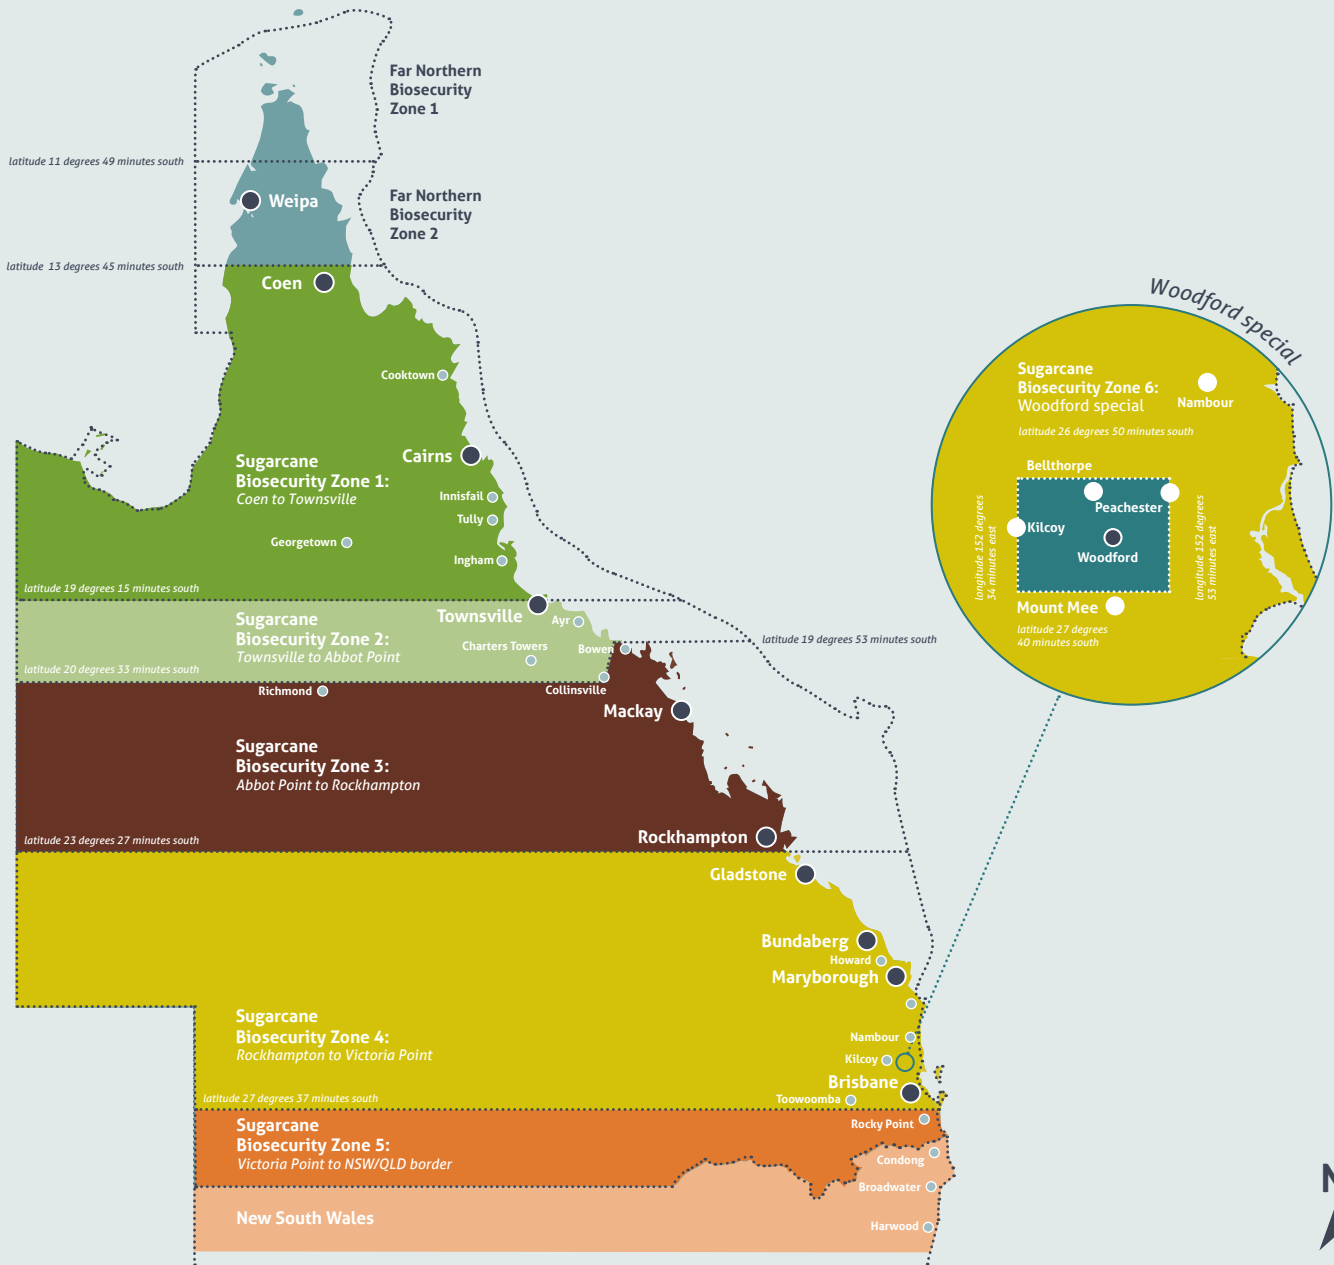 Far Northern
Biosecurity
Zone 1
latitude 11 degrees 49 minutes south
Weipa
Far Northern
Biosecurity
Zone 2
latitude 13 degrees 45 minutes south
Coen
Cooktown
Sugarcane
Biosecurity Zone 1:
Coen to Townsville
Cairns
Innisfail
Tully
Georgetown
Ingham
latitude 19 degrees 15 minutes south
Sugarcane
Biosecurity Zone 2:
Townsville to Abbot Point
Townsville
Ayr
Charters Towers
Bowen
latitude 19 degrees 53 minutes south
latitude 20 degrees 33 minutes south
Richmond
Collinsville
Mackay
Sugarcane
Biosecurity Zone 3:
Abbot Point to Rockhampton
Rockhampton
latitude 23 degrees 27 minutes south
Gladstone
Bundaberg
Howard
Maryborough
Sugarcane
Biosecurity Zone 4:
Rockhampton to Victoria Point
Nambour
Kilcoy
Brisbane
Toowoomba
latitude 27 degrees 37 minutes south
Sugarcane
Biosecurity Zone 5:
Victoria Point to NSW/QLD border
Rocky Point
Condong
Broadwater
New South Wales
Harwood
Woodford special
Sugarcane
Biosecurity Zone 6:
Woodford special
Nambour
latitude 26 degrees 50 minutes south
Bellthorpe
Peachester
Kilcoy
Woodford
longitude 152 degrees
34 minutes east
longitude 152 degrees
53 minutes east
Mount Mee
latitude 27 degrees
40 minutes south